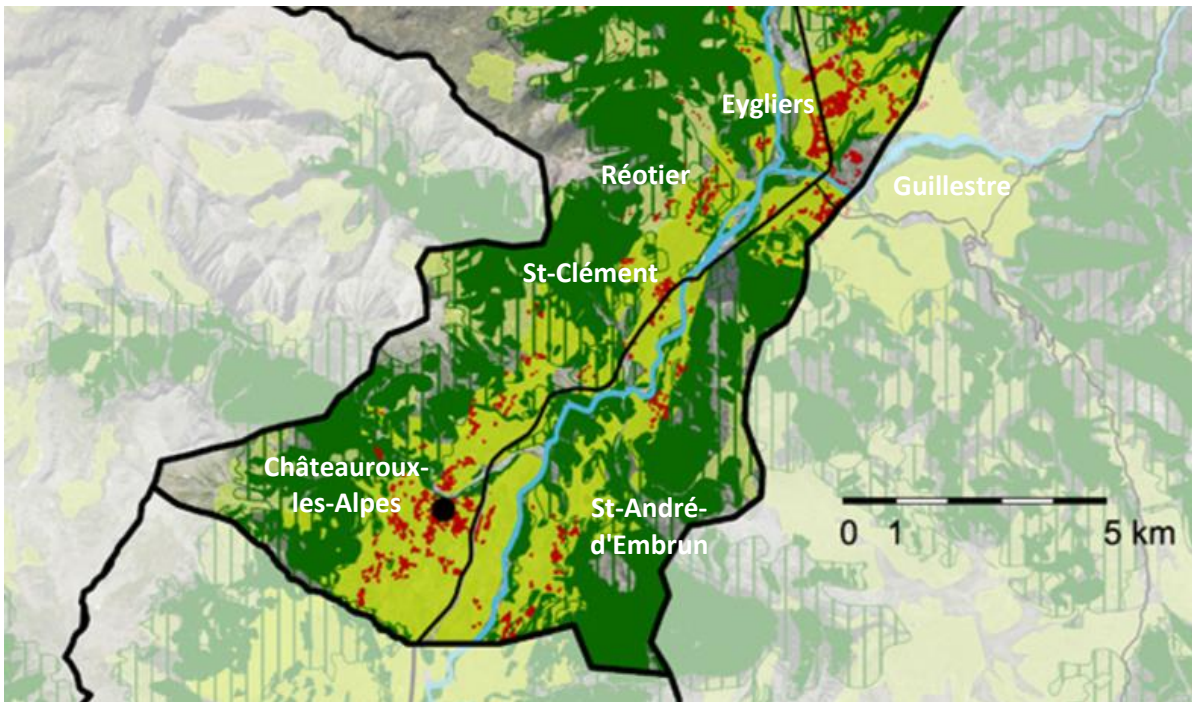 Eygliers
Réotier
Guillestre
St-Clément
Châteauroux-
les-Alpes
St-André-
d'Embrun
0 1 5 km